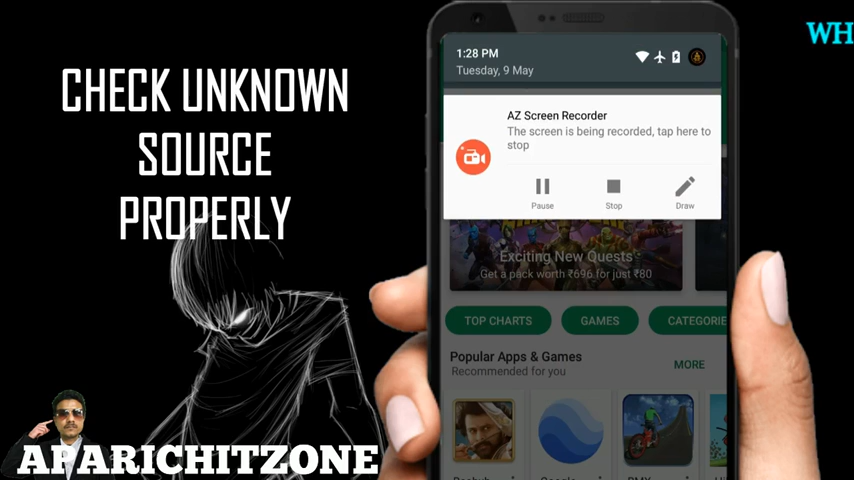 CHECK UNKNOWN
SOURCE
PROPERLY
APARICHITZONE
WH
1:28 PM
Tuesday, 9 May
AZ Screen Recorder
The screen is being recorded, tap here to
stop
Pause
Stop
Draw
Exciting New Quests
Get a pack worth ₹696 for just ₹80
TOP CHARTS
GAMES
CATEGORIE
Popular Apps & Games
Recommended for you
MORE